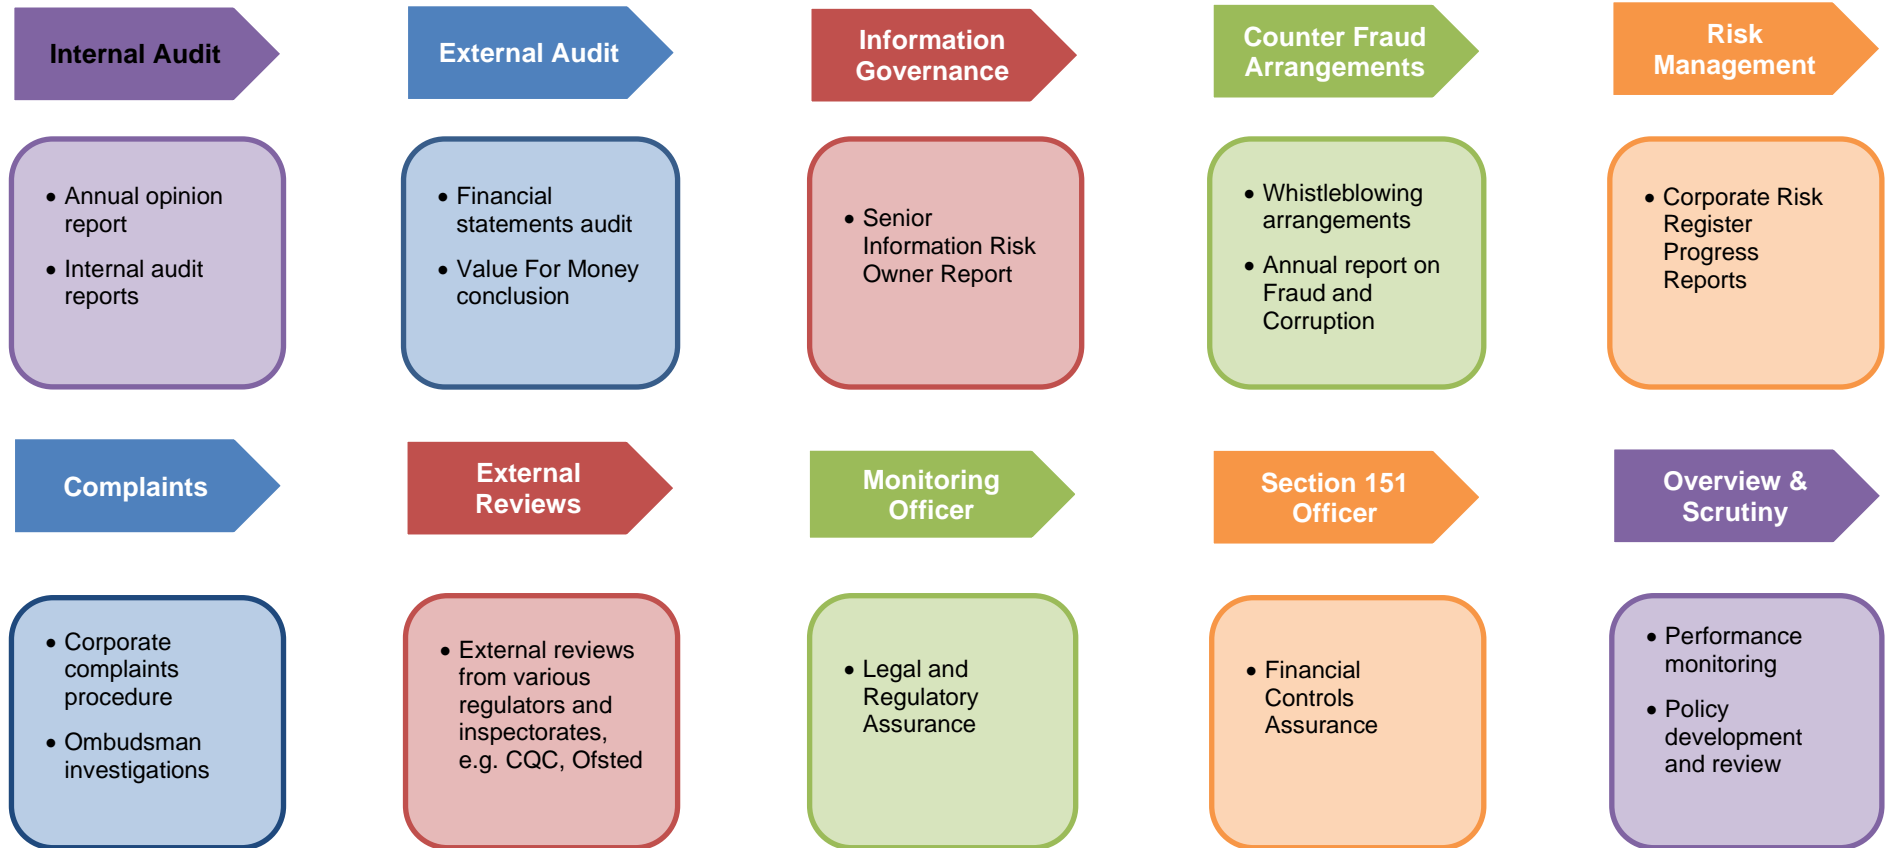 Internal Audit
External Audit
Information
Governance
Counter Fraud
Arrangements
Risk
Management
• Annual opinion
report
• Internal audit
reports
• Financial
statements audit
• Value For Money
conclusion
• Senior
Information Risk
Owner Report
• Whistleblowing
arrangements
• Annual report on
Fraud and
Corruption
• Corporate Risk
Register
Progress
Reports
Complaints
External
Reviews
Monitoring
Officer
Section 151
Officer
Overview &
Scrutiny
• Corporate
complaints
procedure
• Ombudsman
investigations
• External reviews
from various
regulators and
inspectorates,
e.g. CQC, Ofsted
• Legal and
Regulatory
Assurance
• Financial
Controls
Assurance
• Performance
monitoring
• Policy
development
and review